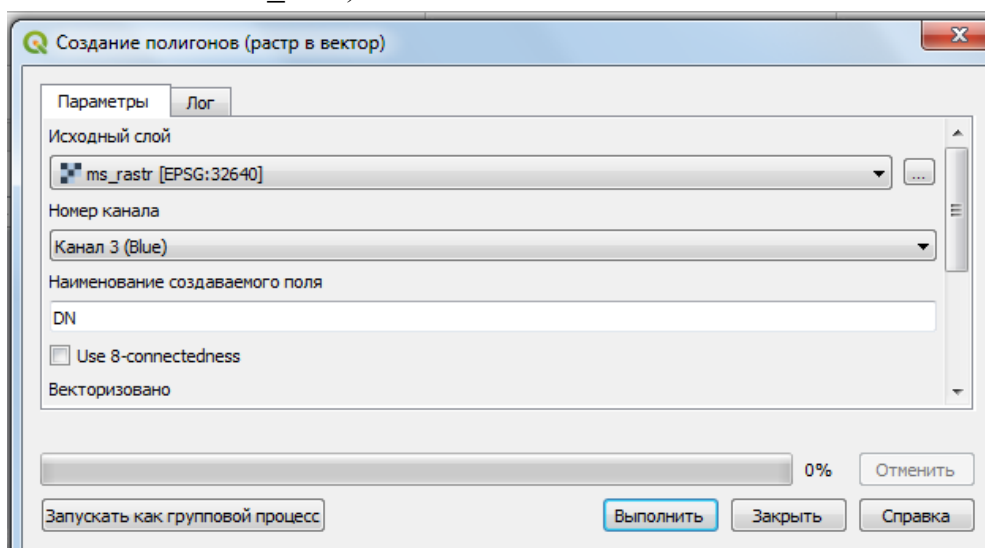 Создание полигонов (растр в вектор)
Параметры Лог
Исходный слой
ms_rastr [EPSG:32640]
...
Номер канала
Канал 3 (Blue)
Наименование создаваемого поля
DN
Use 8-connectedness
Векторизовано
0% Отменить
Запускать как групповой процесс Выполнить Закрыть Справка